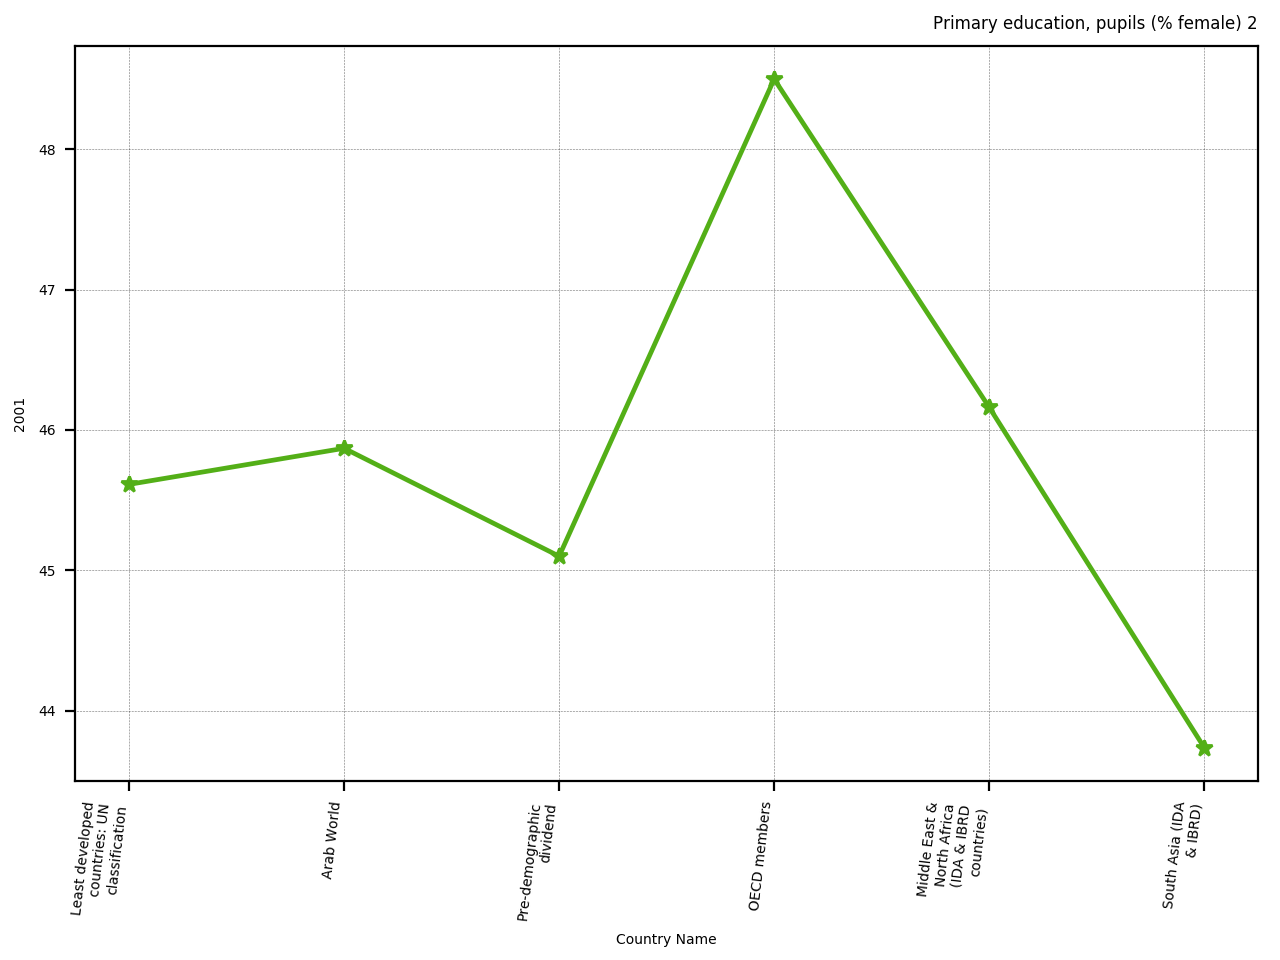 Primary education, pupils (% female) 2
2001
48
47
46
45
44
Least developed
countries: UN
classification
Arab World
Pre-demographic
dividend
OECD members
Middle East &
North Africa
(IDA & IBRD
countries)
South Asia (IDA
& IBRD)
Country Name